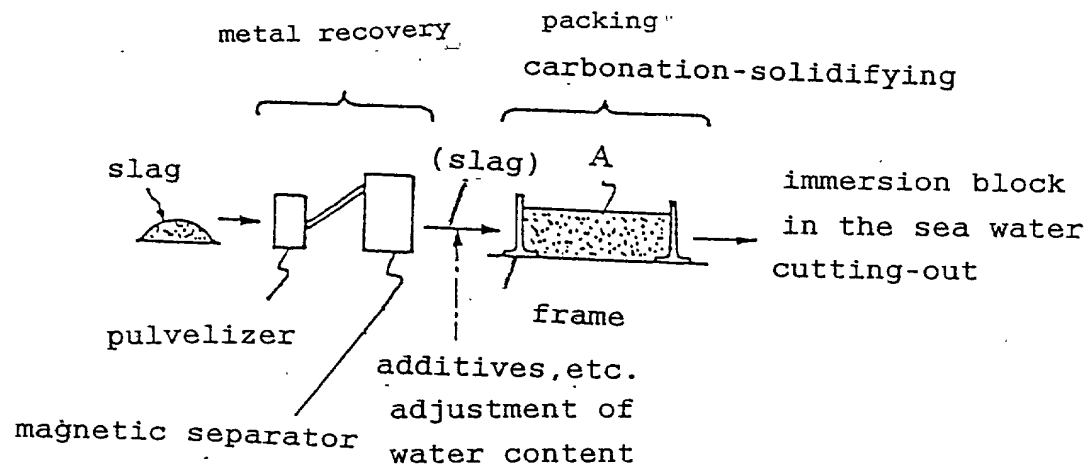 metal recovery
packing
carbonation-solidifying
slag
(slag)
A
immersion block
in the sea water
cutting-out
pulvelizer
frame
additives,etc.
adjustment of
water content
magnetic separator